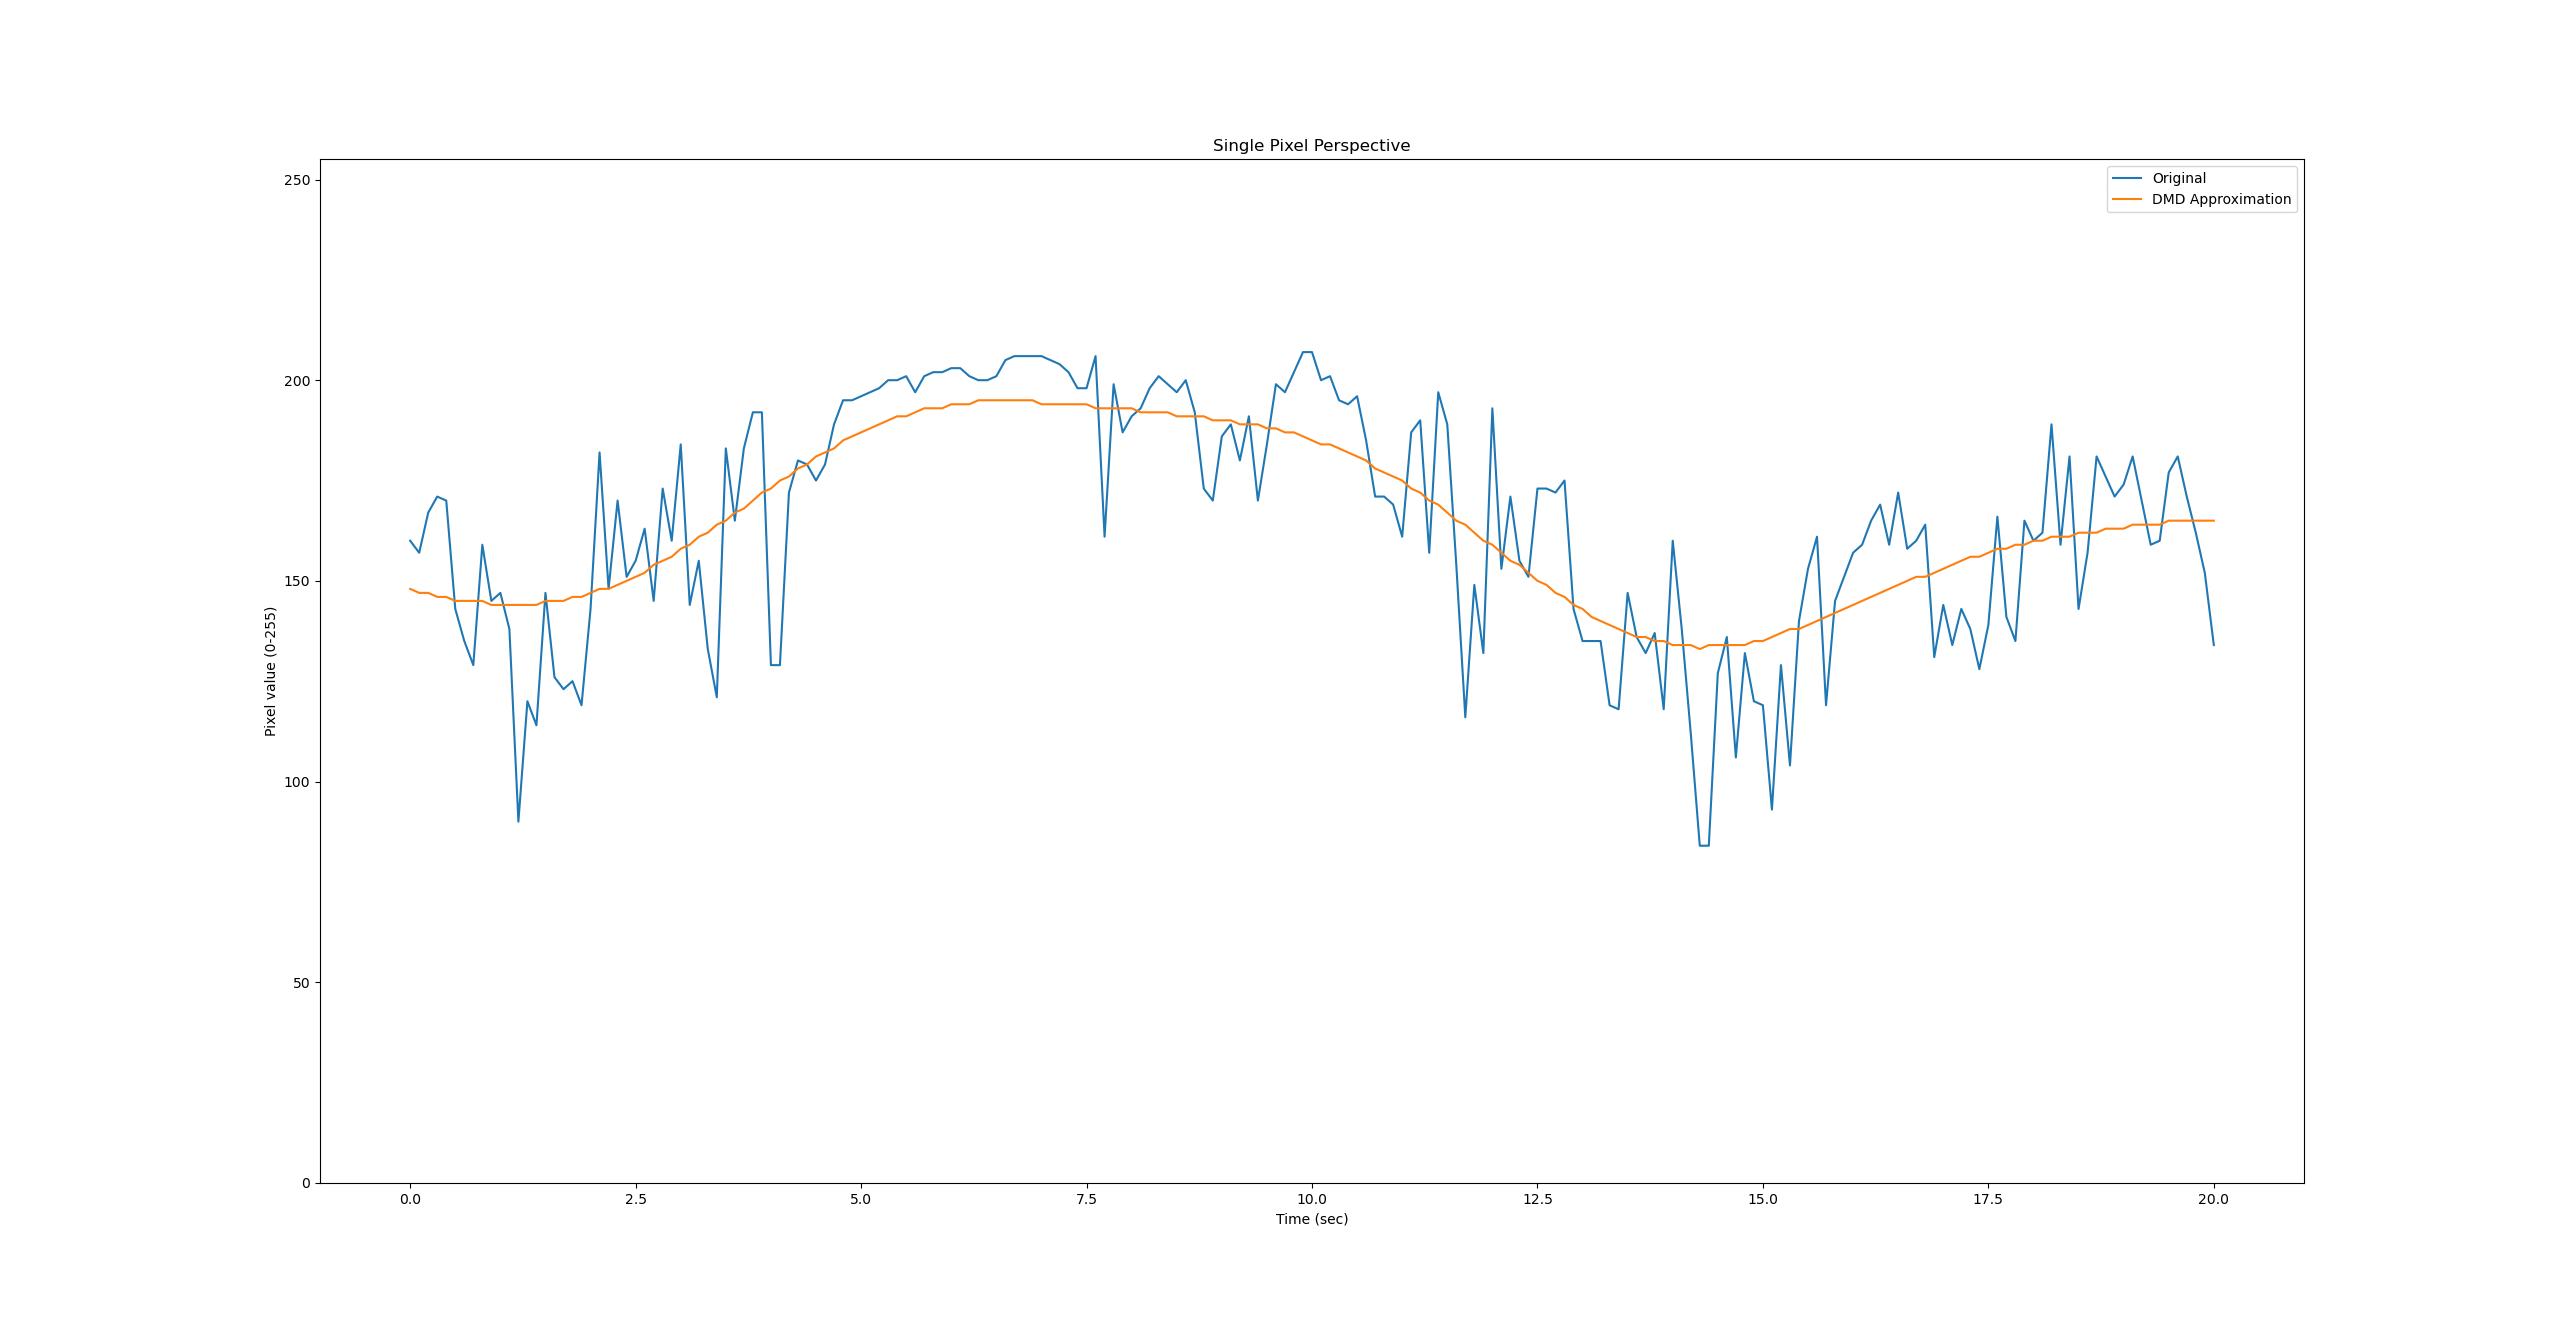 Single Pixel Perspective
Original
DMD Approximation
250
200
150
100
50
0
Pixel value (0-255)
0.0 2.5 5.0 7.5 10.0 12.5 15.0 17.5 20.0
Time (sec)